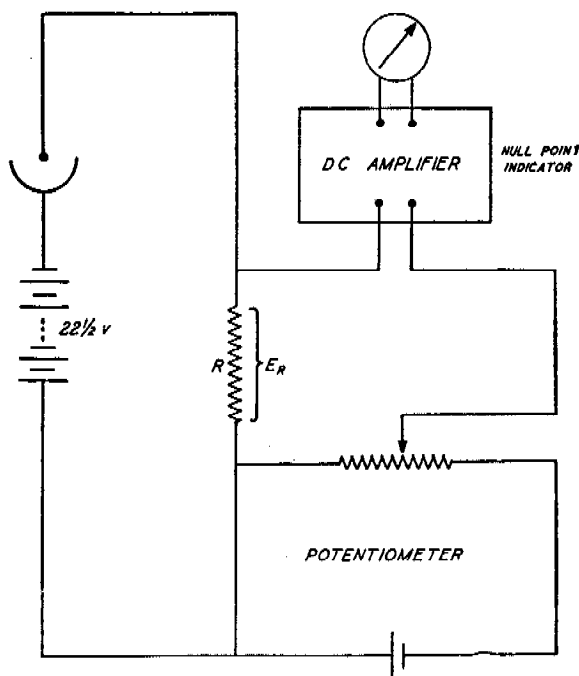 DC AMPLIFIER
NULL POINT
INDICATOR
22½ V
R
E_R
POTENTIOMETER